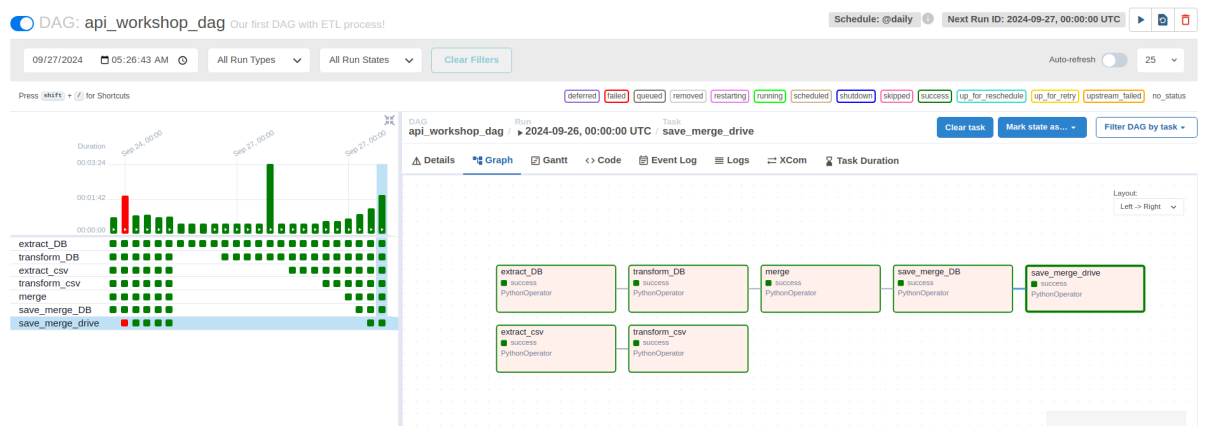 DAG: api_workshop_dag Our first DAG with ETL process!
Schedule: @daily i Next Run ID: 2024-09-27, 00:00:00 UTC
09/27/2024 05:26:43 AM All Run Types All Run States Clear Filters Auto-refresh 25
Press shift + / for Shortcuts
deferred failed queued removed restarting running scheduled shutdown skipped success up_for_reschedule up_for_retry upstream_failed no_status
Duration
Sep 24, 00:00 Sep 27, 00:00 Sep 27, 00:00
00:03:24
00:01:42
00:00:00
extract_DB
transform_DB
extract_csv
transform_csv
merge
save_merge_DB
save_merge_drive
DAG Run Task
api_workshop_dag / 2024-09-26, 00:00:00 UTC / save_merge_drive
Clear task Mark state as... Filter DAG by task
Details Graph Gantt Code Event Log Logs XCom Task Duration
Layout:
Left -> Right
extract_DB
success
PythonOperator
transform_DB
success
PythonOperator
merge
success
PythonOperator
save_merge_DB
success
PythonOperator
save_merge_drive
success
PythonOperator
extract_csv
success
PythonOperator
transform_csv
success
PythonOperator